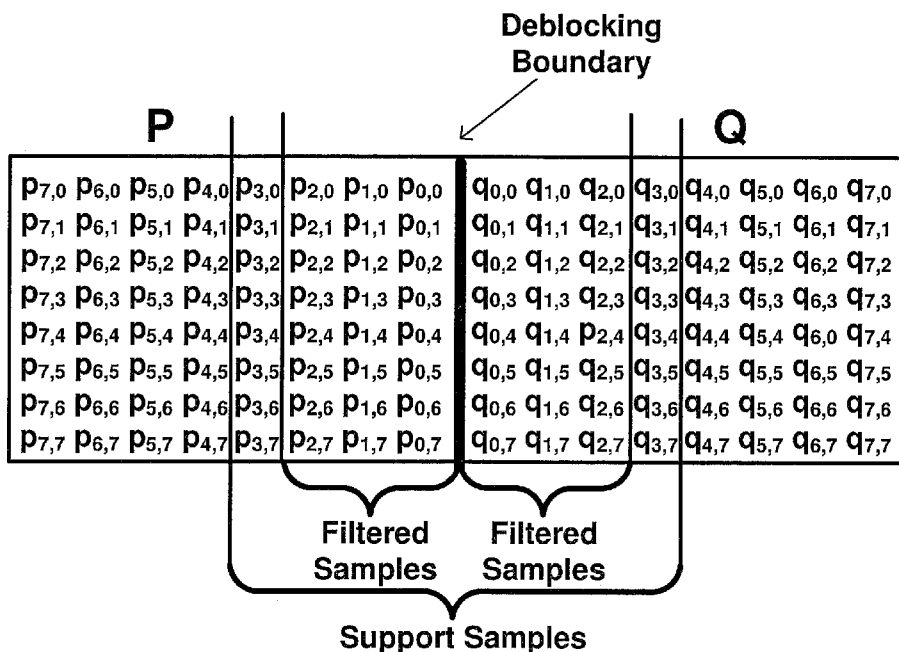 Deblocking
Boundary
P Q
p7,0 p6,0 p5,0 p4,0 p3,0 p2,0 p1,0 p0,0 q0,0 q1,0 q2,0 q3,0 q4,0 q5,0 q6,0 q7,0
p7,1 p6,1 p5,1 p4,1 p3,1 p2,1 p1,1 p0,1 q0,1 q1,1 q2,1 q3,1 q4,1 q5,1 q6,1 q7,1
p7,2 p6,2 p5,2 p4,2 p3,2 p2,2 p1,2 p0,2 q0,2 q1,2 q2,2 q3,2 q4,2 q5,2 q6,2 q7,2
p7,3 p6,3 p5,3 p4,3 p3,3 p2,3 p1,3 p0,3 q0,3 q1,3 q2,3 q3,3 q4,3 q5,3 q6,3 q7,3
p7,4 p6,4 p5,4 p4,4 p3,4 p2,4 p1,4 p0,4 q0,4 q1,4 p2,4 q3,4 q4,4 q5,4 q6,0 q7,4
p7,5 p6,5 p5,5 p4,5 p3,5 p2,5 p1,5 p0,5 q0,5 q1,5 q2,5 q3,5 q4,5 q5,5 q6,5 q7,5
p7,6 p6,6 p5,6 p4,6 p3,6 p2,6 p1,6 p0,6 q0,6 q1,6 q2,6 q3,6 q4,6 q5,6 q6,6 q7,6
p7,7 p6,7 p5,7 p4,7 p3,7 p2,7 p1,7 p0,7 q0,7 q1,7 q2,7 q3,7 q4,7 q5,7 q6,7 q7,7
Filtered Filtered
Samples Samples
Support Samples